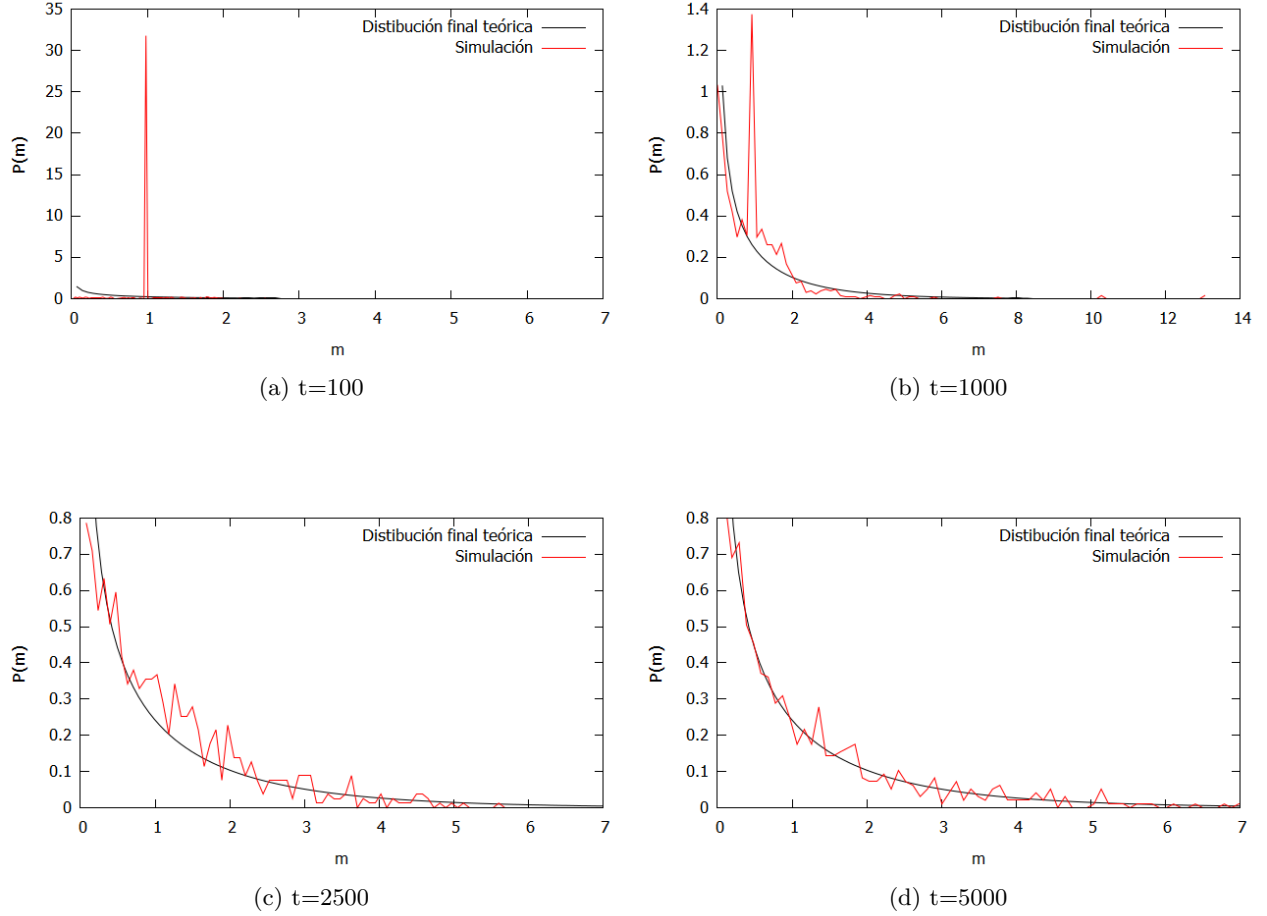 35
30
25
20
15
10
5
0
P(m)
Distibución final teórica
Simulación
0 1 2 3 4 5 6 7
m
(a) t=100
1.4
1.2
1
0.8
0.6
0.4
0.2
0
P(m)
Distibución final teórica
Simulación
0 2 4 6 8 10 12 14
m
(b) t=1000
0.8
0.7
0.6
0.5
0.4
0.3
0.2
0.1
0
P(m)
Distibución final teórica
Simulación
0 1 2 3 4 5 6 7
m
(c) t=2500
0.8
0.7
0.6
0.5
0.4
0.3
0.2
0.1
0
P(m)
Distibución final teórica
Simulación
0 1 2 3 4 5 6 7
m
(d) t=5000